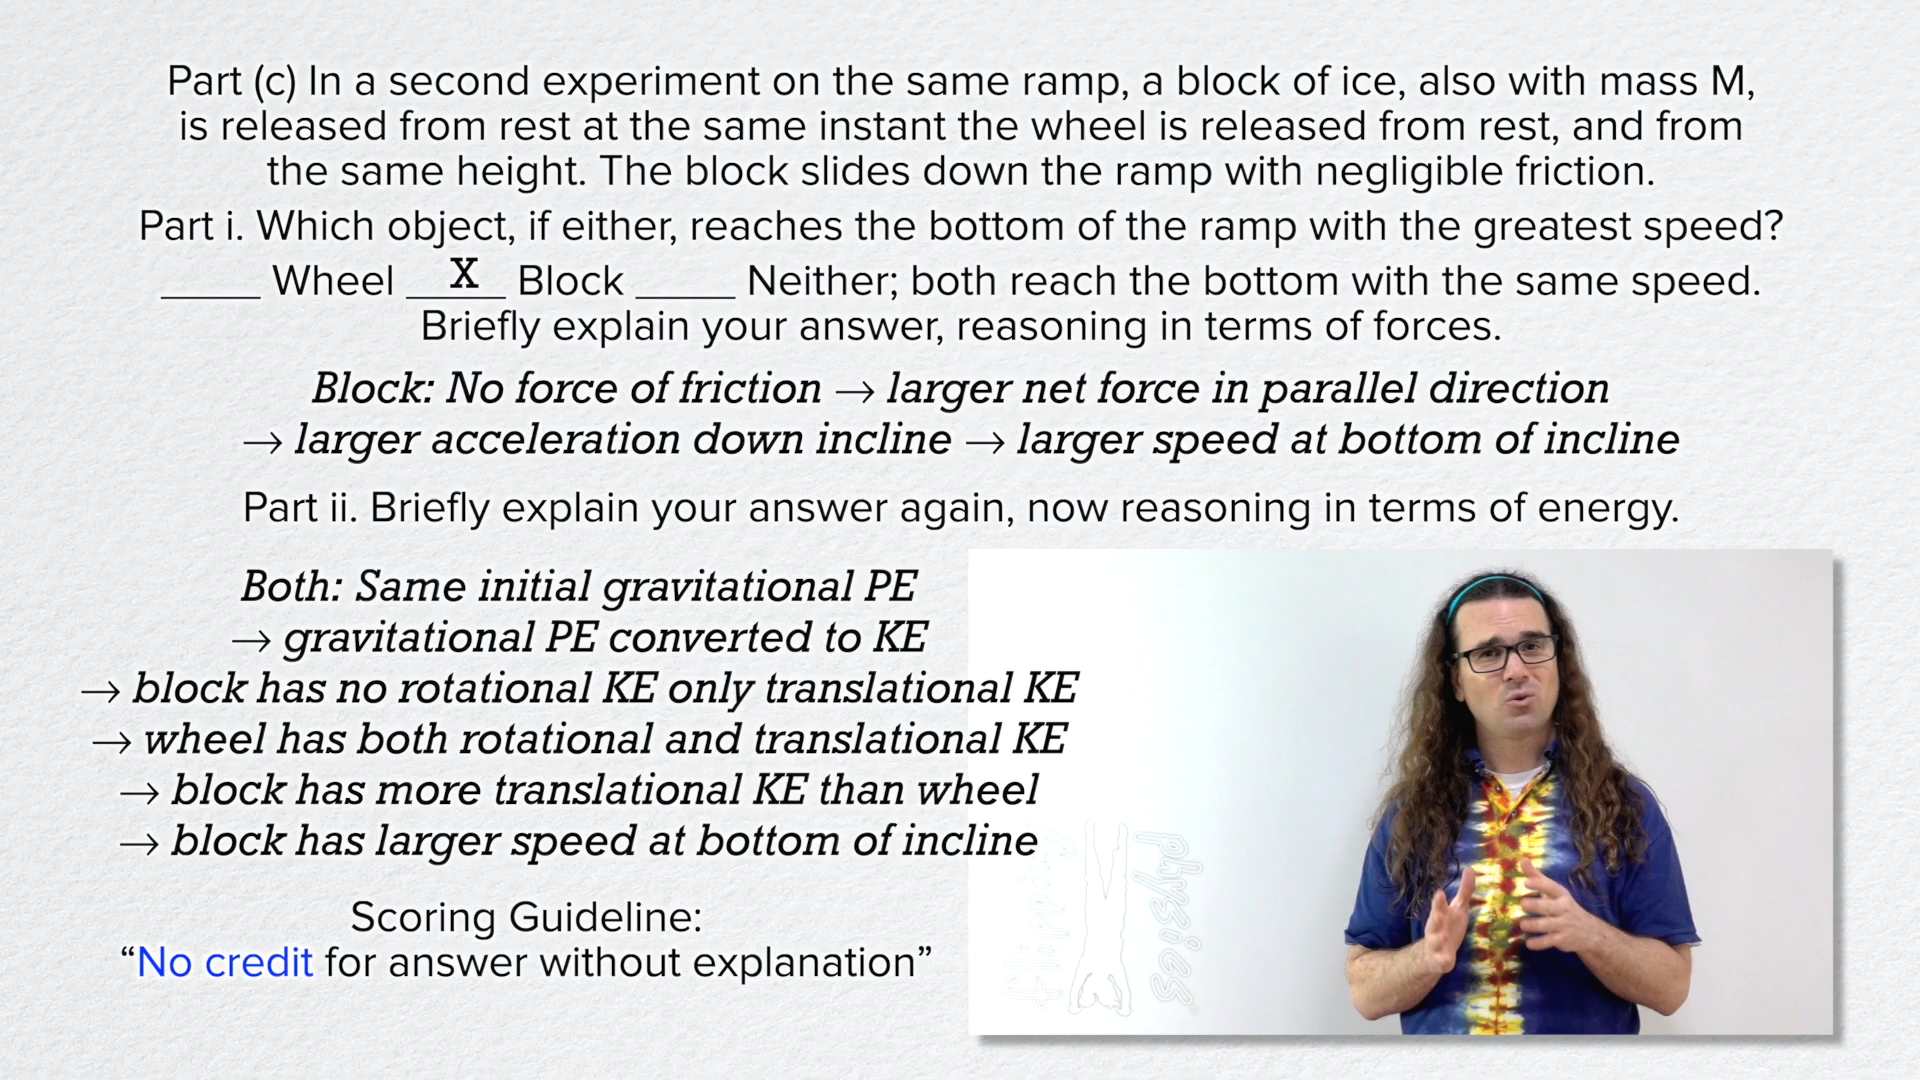 Part (c) In a second experiment on the same ramp, a block of ice, also with mass M,
is released from rest at the same instant the wheel is released from rest, and from
the same height. The block slides down the ramp with negligible friction.
Part i. Which object, if either, reaches the bottom of the ramp with the greatest speed?
_____ Wheel __X__ Block _____ Neither; both reach the bottom with the same speed.
Briefly explain your answer, reasoning in terms of forces.
Block: No force of friction → larger net force in parallel direction
→ larger acceleration down incline → larger speed at bottom of incline
Part ii. Briefly explain your answer again, now reasoning in terms of energy.
Both: Same initial gravitational PE
→ gravitational PE converted to KE
→ block has no rotational KE only translational KE
→ wheel has both rotational and translational KE
→ block has more translational KE than wheel
→ block has larger speed at bottom of incline
Scoring Guideline:
“No credit for answer without explanation”
flipping
physics